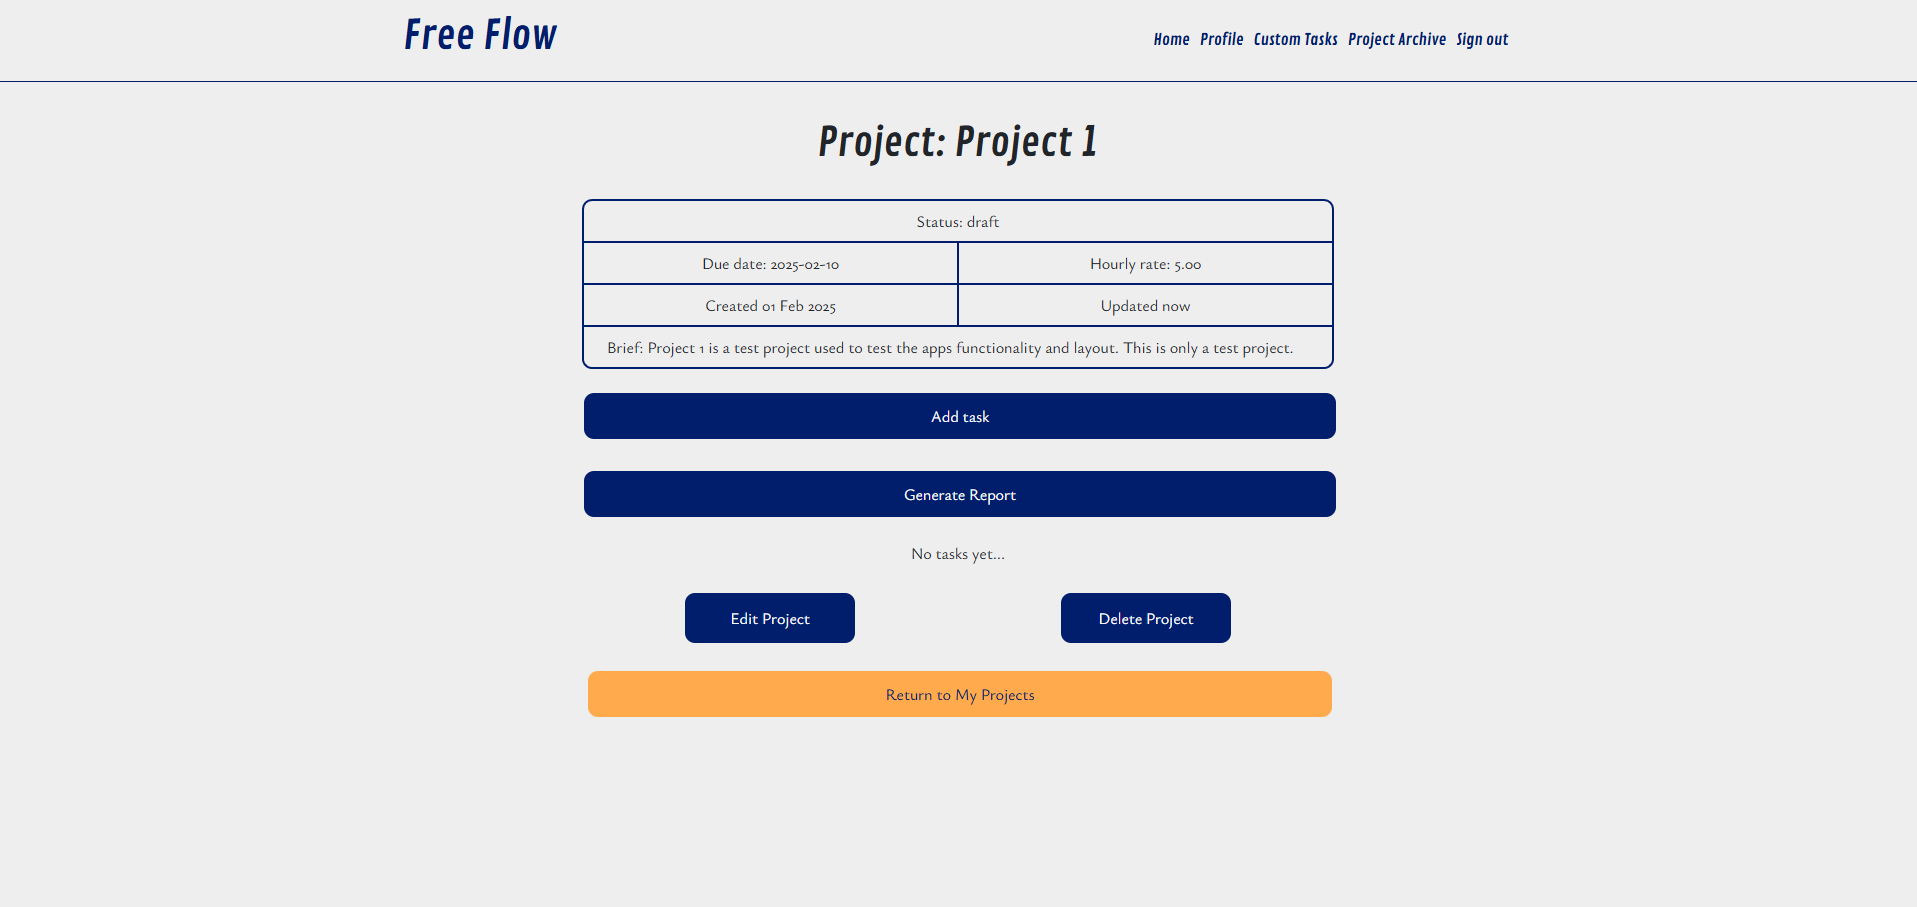 Free Flow
Home Profile Custom Tasks Project Archive Sign out
Project: Project 1
Status: draft
Due date: 2025-02-10 Hourly rate: 5.00
Created 01 Feb 2025 Updated now
Brief: Project 1 is a test project used to test the apps functionality and layout. This is only a test project.
Add task
Generate Report
No tasks yet...
Edit Project Delete Project
Return to My Projects